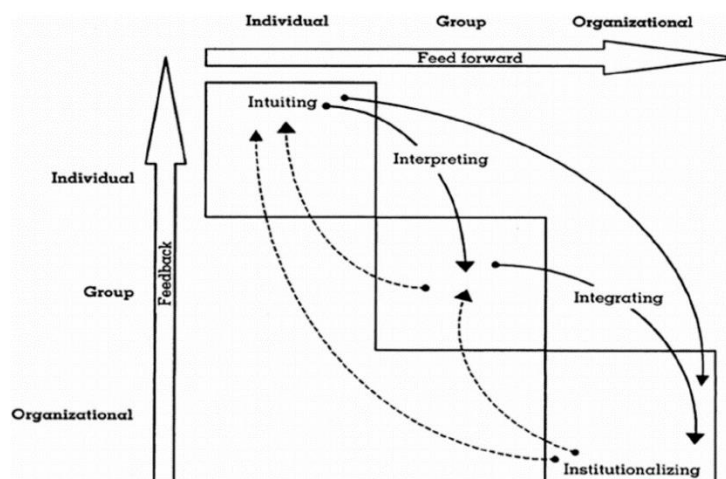 Individual Group Organizational
Feed forward
Intuiting
Interpreting
Individual
Feedback
Group
Integrating
Organizational
Institutionalizing